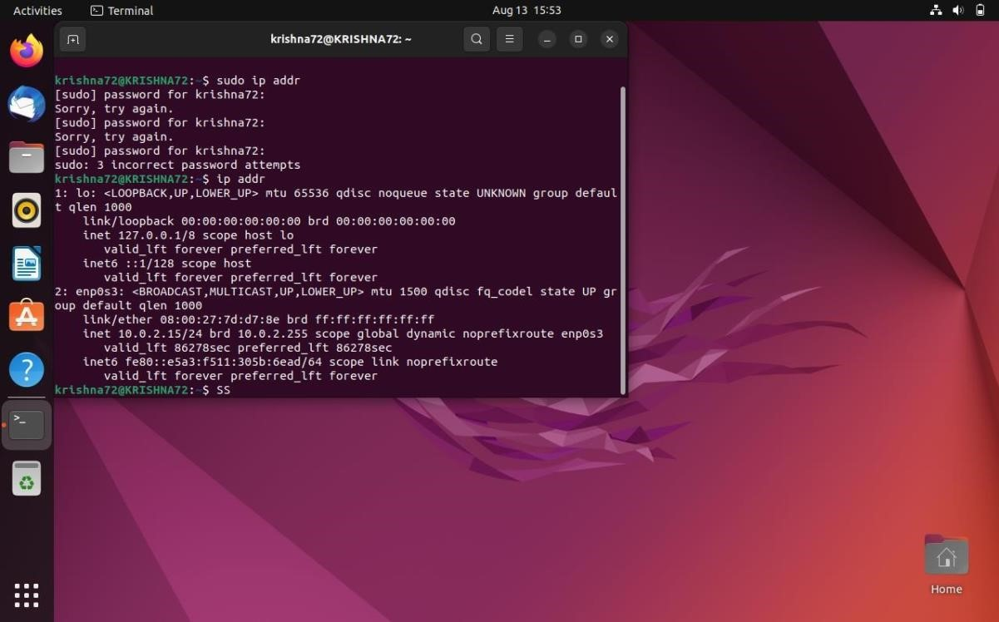 Activities
Terminal
Aug 13 15:53
krishna72@KRISHNA72: ~
krishna72@KRISHNA72:~$ sudo ip addr
[sudo] password for krishna72:
Sorry, try again.
[sudo] password for krishna72:
Sorry, try again.
[sudo] password for krishna72:
sudo: 3 incorrect password attempts
krishna72@KRISHNA72:~$ ip addr
1: lo: <LOOPBACK,UP,LOWER_UP> mtu 65536 qdisc noqueue state UNKNOWN group defaul
t qlen 1000
    link/loopback 00:00:00:00:00:00 brd 00:00:00:00:00:00
    inet 127.0.0.1/8 scope host lo
       valid_lft forever preferred_lft forever
    inet6 ::1/128 scope host
       valid_lft forever preferred_lft forever
2: enp0s3: <BROADCAST,MULTICAST,UP,LOWER_UP> mtu 1500 qdisc fq_codel state UP gr
oup default qlen 1000
    link/ether 08:00:27:7d:d7:8e brd ff:ff:ff:ff:ff:ff
    inet 10.0.2.15/24 brd 10.0.2.255 scope global dynamic noprefixroute enp0s3
       valid_lft 86278sec preferred_lft 86278sec
    inet6 fe80::e5a3:f511:305b:6ead/64 scope link noprefixroute
       valid_lft forever preferred_lft forever
krishna72@KRISHNA72:~$ SS
Home